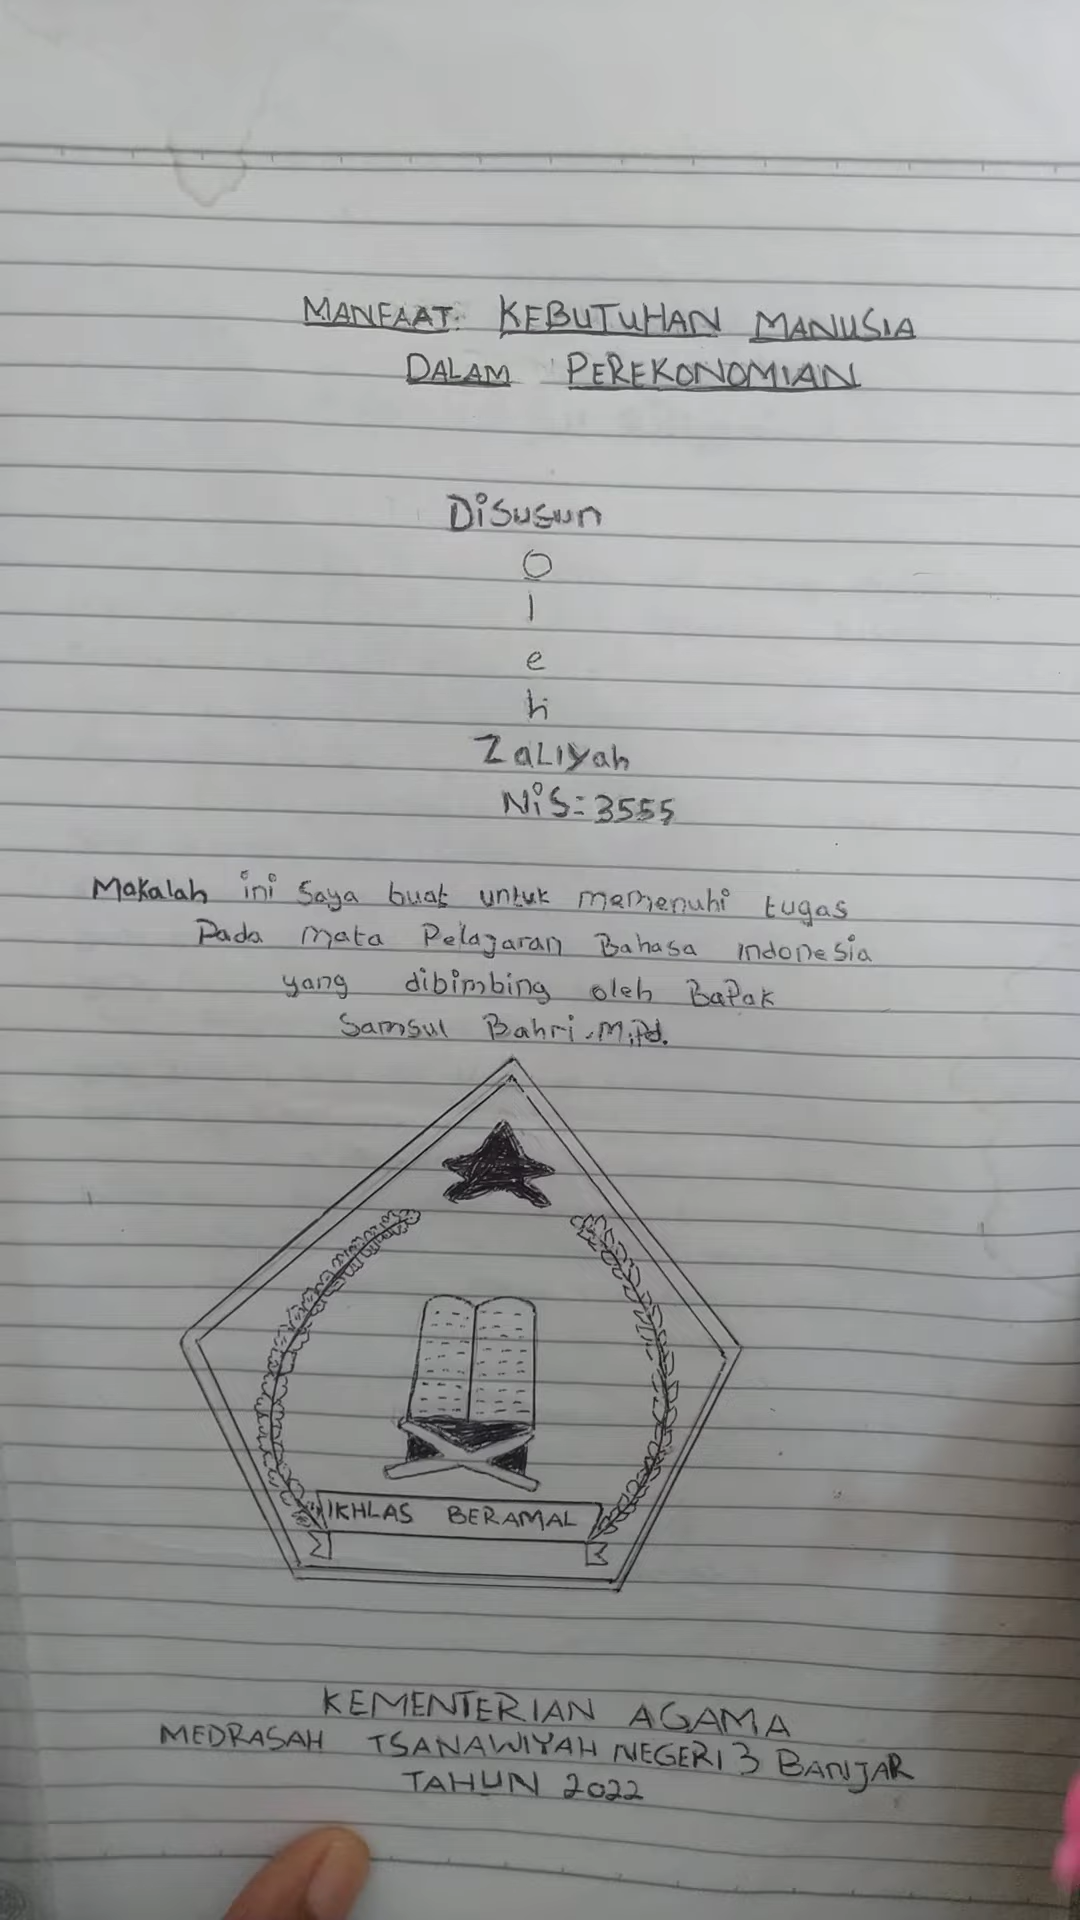 MANFAAT KEBUTUHAN MANUSIA
DALAM PEREKONOMIAN
Disusun
O
l
e
h
ZaLIyah
NiS = 3555
Makalah ini Saya buat untuk memenuhi tugas
Pada mata Pelajaran Bahasa indonesia
yang dibimbing oleh BaPak
Samsul Bahri.M.Pd.
IKHLAS BERAMAL
KEMENTERIAN AGAMA
MEDRASAH TSANAWIYAH NEGERI 3 BANJAR
TAHUN 2022